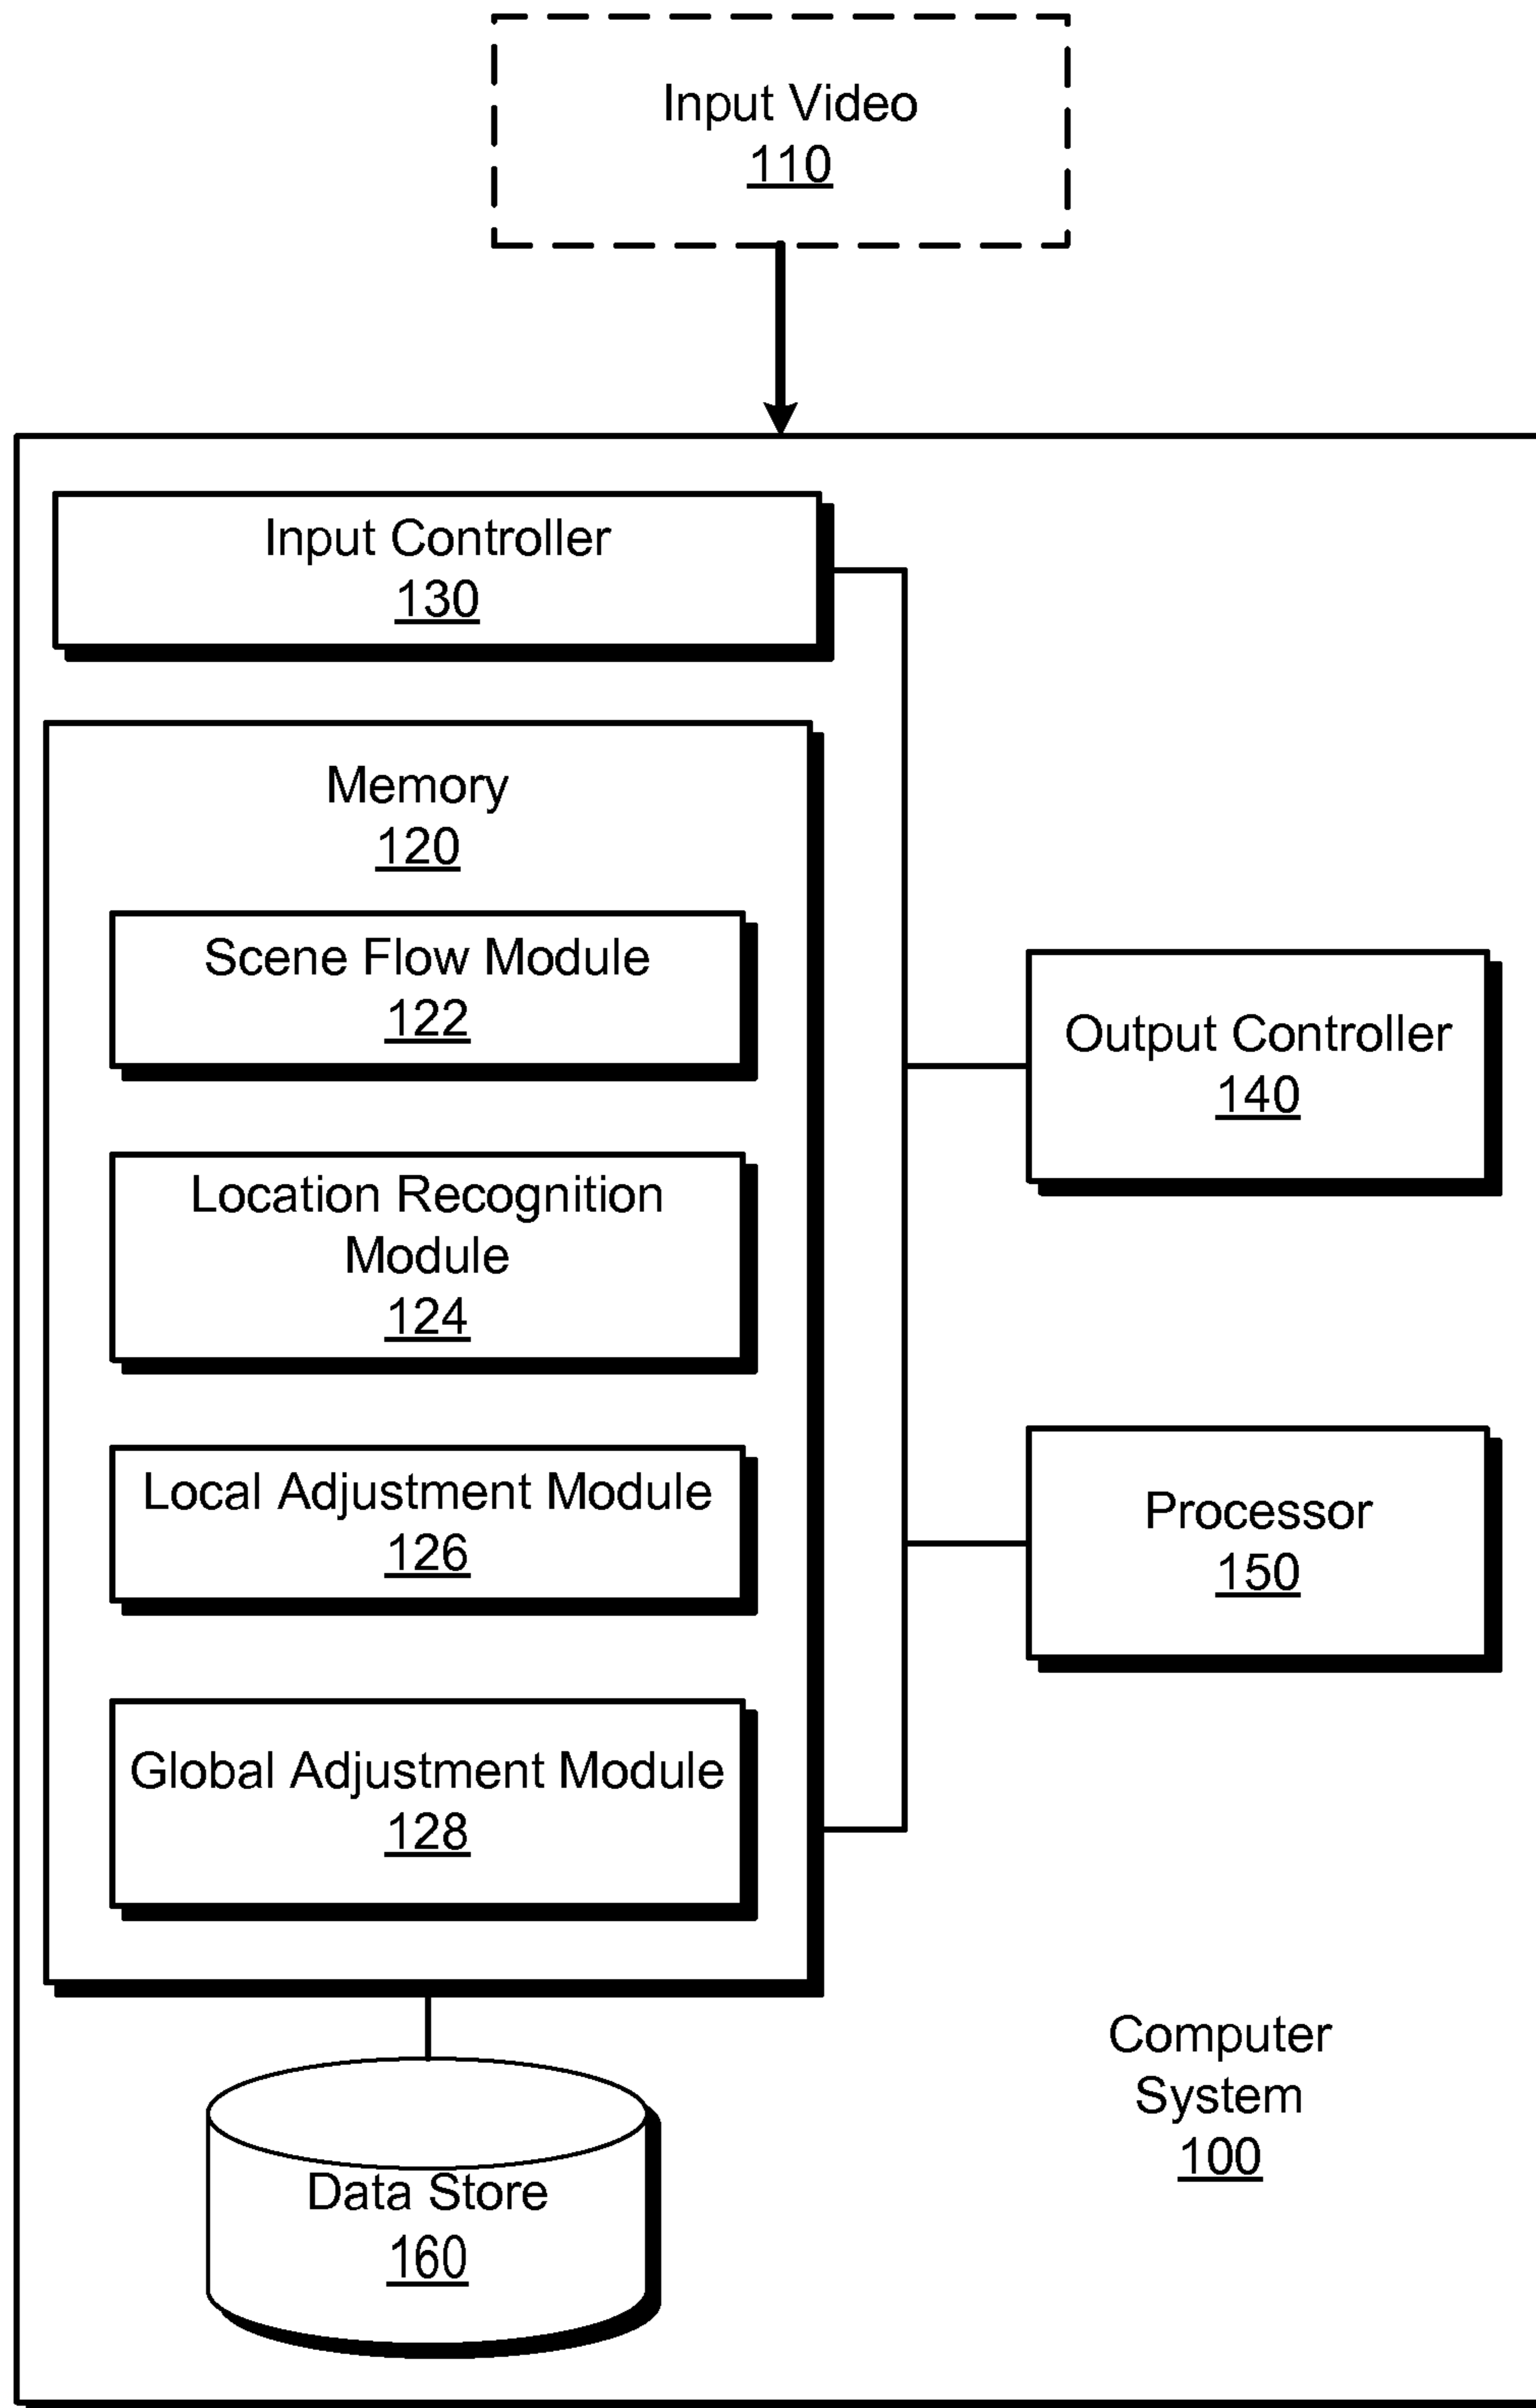 Input Video
110
Input Controller
130
Memory
120
Scene Flow Module
122
Location Recognition
Module
124
Local Adjustment Module
126
Global Adjustment Module
128
Output Controller
140
Processor
150
Data Store
160
Computer
System
100